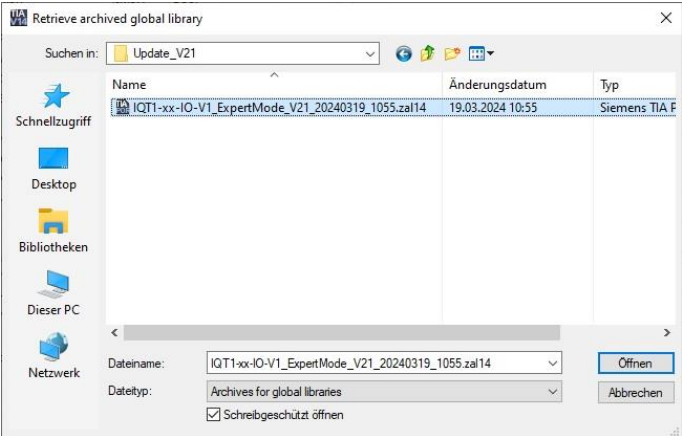 TIA V14 Retrieve archived global library
Suchen in: Update_V21
Name Änderungsdatum Typ
IQT1-xx-IO-V1_ExpertMode_V21_20240319_1055.zal14 19.03.2024 10:55 Siemens TIA P
Schnellzugriff
Desktop
Bibliotheken
Dieser PC
Netzwerk
Dateiname: IQT1-xx-IO-V1_ExpertMode_V21_20240319_1055.zal14 Öffnen
Dateityp: Archives for global libraries Abbrechen
Schreibgeschützt öffnen